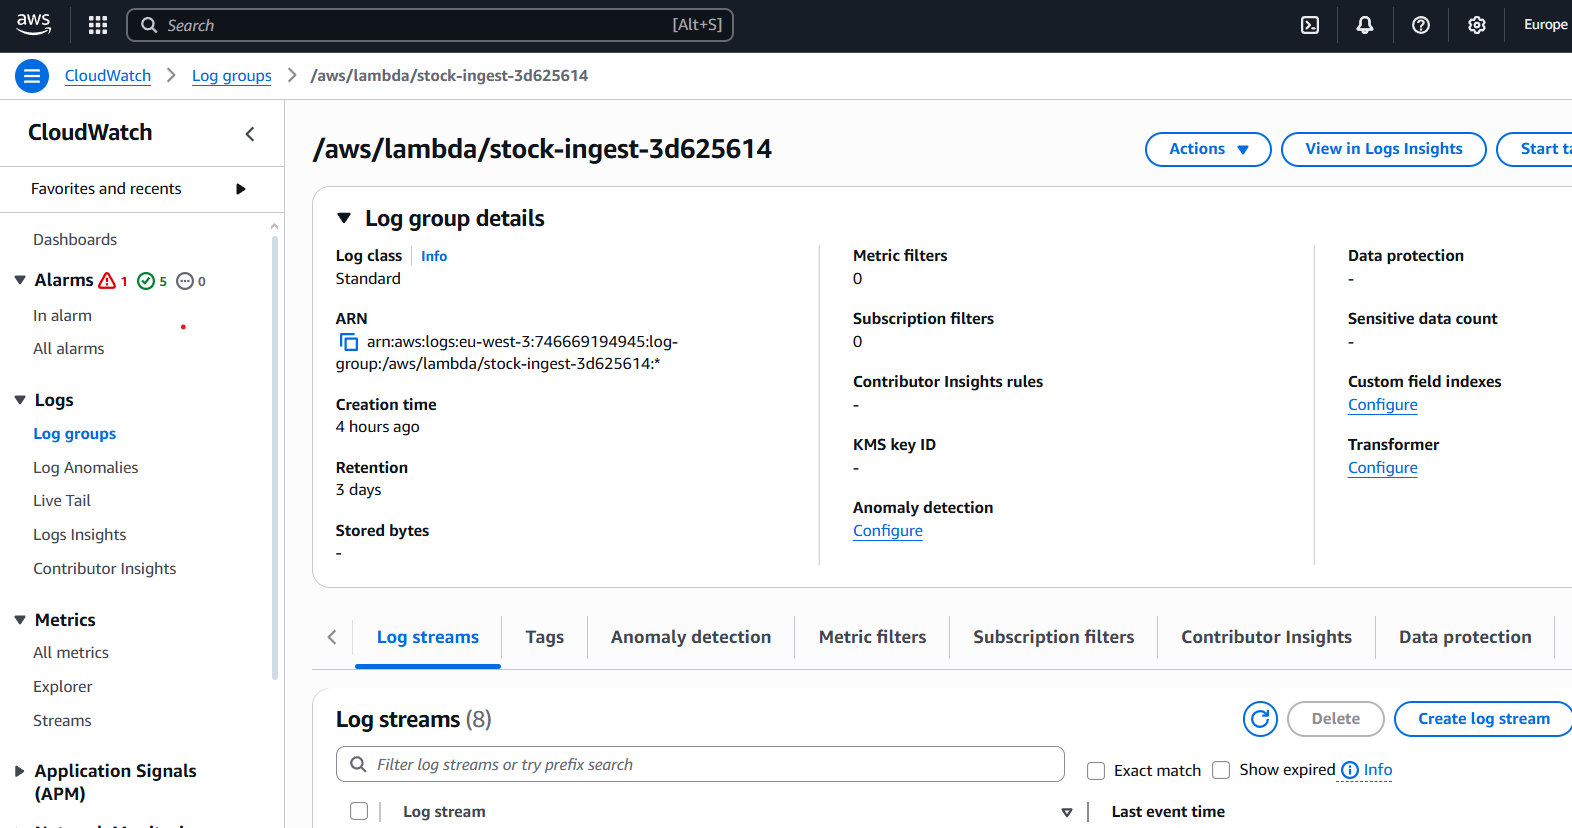 aws
Search [Alt+S]
Europe
CloudWatch
Log groups
/aws/lambda/stock-ingest-3d625614
CloudWatch
Favorites and recents
Dashboards
Alarms 1 5 0
In alarm
All alarms
Logs
Log groups
Log Anomalies
Live Tail
Logs Insights
Contributor Insights
Metrics
All metrics
Explorer
Streams
Application Signals
(APM)
/aws/lambda/stock-ingest-3d625614
Actions
View in Logs Insights
Start
Log group details
Log class
Info
Standard
ARN
arn:aws:logs:eu-west-3:746669194945:log-
group:/aws/lambda/stock-ingest-3d625614:*
Creation time
4 hours ago
Retention
3 days
Stored bytes
-
Metric filters
0
Subscription filters
0
Contributor Insights rules
-
KMS key ID
-
Anomaly detection
Configure
Data protection
-
Sensitive data count
-
Custom field indexes
Configure
Transformer
Configure
Log streams
Tags
Anomaly detection
Metric filters
Subscription filters
Contributor Insights
Data protection
Log streams (8)
Delete
Create log stream
Filter log streams or try prefix search
Exact match
Show expired
Info
Log stream
Last event time